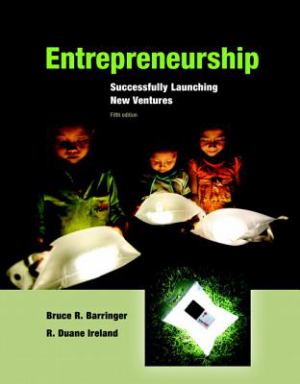 Entrepreneurship
Successfully Launching
New Ventures
Fifth edition
Bruce R. Barringer
R. Duane Ireland